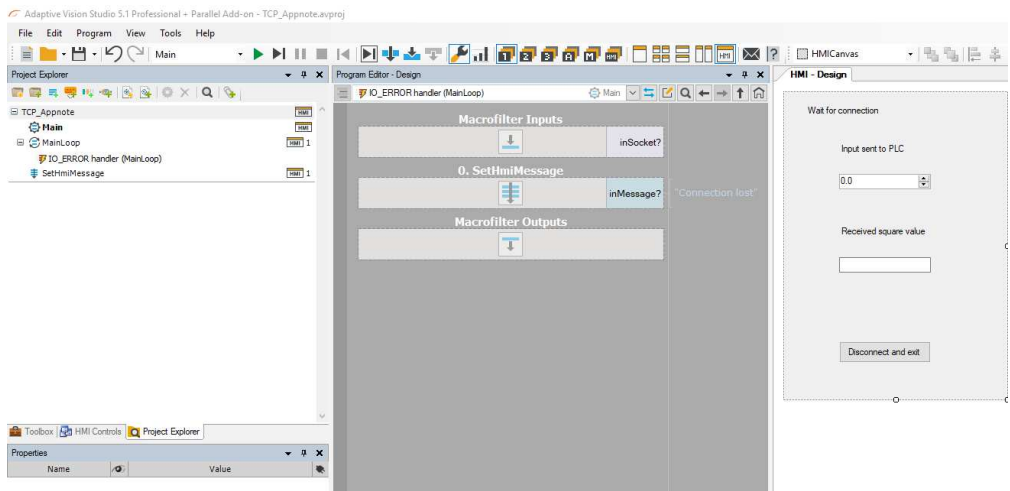 Adaptive Vision Studio 5.1 Professional + Parallel Add-on - TCP_Appnote.avproj
File Edit Program View Tools Help
Main
HMI
HMICanvas
Project Explorer
Program Editor - Design
HMI - Design
IO_ERROR handler (MainLoop)
Main
TCP_Appnote HMI
Main HMI
MainLoop HMI 1
IO_ERROR handler (MainLoop)
SetHmiMessage HMI 1
Macrofilter Inputs
inSocket?
0. SetHmiMessage
inMessage? "Connection lost"
Macrofilter Outputs
Wait for connection
Input sent to PLC
0.0
Received square value
Disconnect and exit
Toolbox HMI Controls Project Explorer
Properties
Name Value